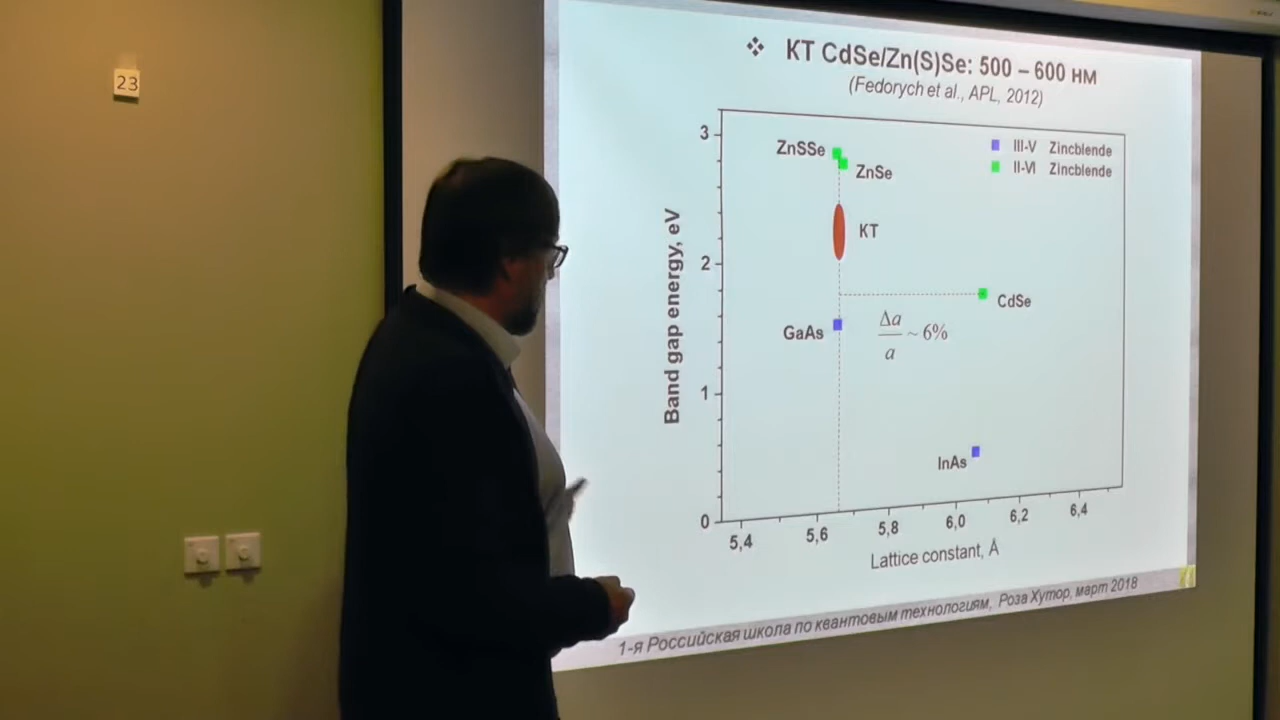 23
❖ КТ CdSe/Zn(S)Se: 500 – 600 нм
(Fedorych et al., APL, 2012)
3
2
1
0
Band gap energy, eV
ZnSSe
ZnSe
КТ
GaAs
CdSe
Δa
a
~ 6%
InAs
III-V Zincblende
II-VI Zincblende
5,4 5,6 5,8 6,0 6,2 6,4
Lattice constant, Å
1-я Российская школа по квантовым технологиям, Роза Хутор, март 2018